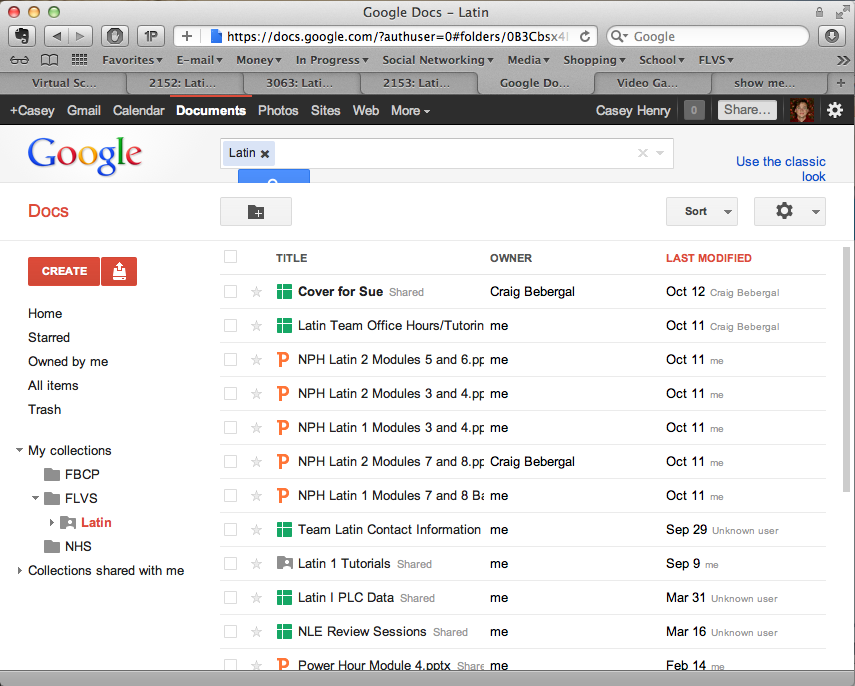 Google Docs – Latin
1P
+
https://docs.google.com/?authuser=0#folders/0B3Cbsx4
Google
Favorites E-mail Money In Progress Social Networking Media Shopping School FLVS
Virtual Sc... 2152: Lati... 3063: Lati... 2153: Lati... Google Do... Video Ga... show me... +
+Casey Gmail Calendar Documents Photos Sites Web More Casey Henry 0 Share...
Google
Latin x
Use the classic
look
Docs
Sort
CREATE
TITLE OWNER LAST MODIFIED
Cover for Sue Shared Craig Bebergal Oct 12 Craig Bebergal
Latin Team Office Hours/Tutorin me Oct 11 Craig Bebergal
NPH Latin 2 Modules 5 and 6.pp me Oct 11 me
NPH Latin 2 Modules 3 and 4.pp me Oct 11 me
NPH Latin 1 Modules 3 and 4.pp me Oct 11 me
NPH Latin 2 Modules 7 and 8.pp Craig Bebergal Oct 11 me
NPH Latin 1 Modules 7 and 8 Ba me Oct 11 me
Team Latin Contact Information me Sep 29 Unknown user
Latin 1 Tutorials Shared me Sep 9 me
Latin I PLC Data Shared me Mar 31 Unknown user
NLE Review Sessions Shared me Mar 16 Unknown user
Power Hour Module 4.pptx Share me Feb 14 me
Home
Starred
Owned by me
All items
Trash
My collections
FBCP
FLVS
Latin
NHS
Collections shared with me